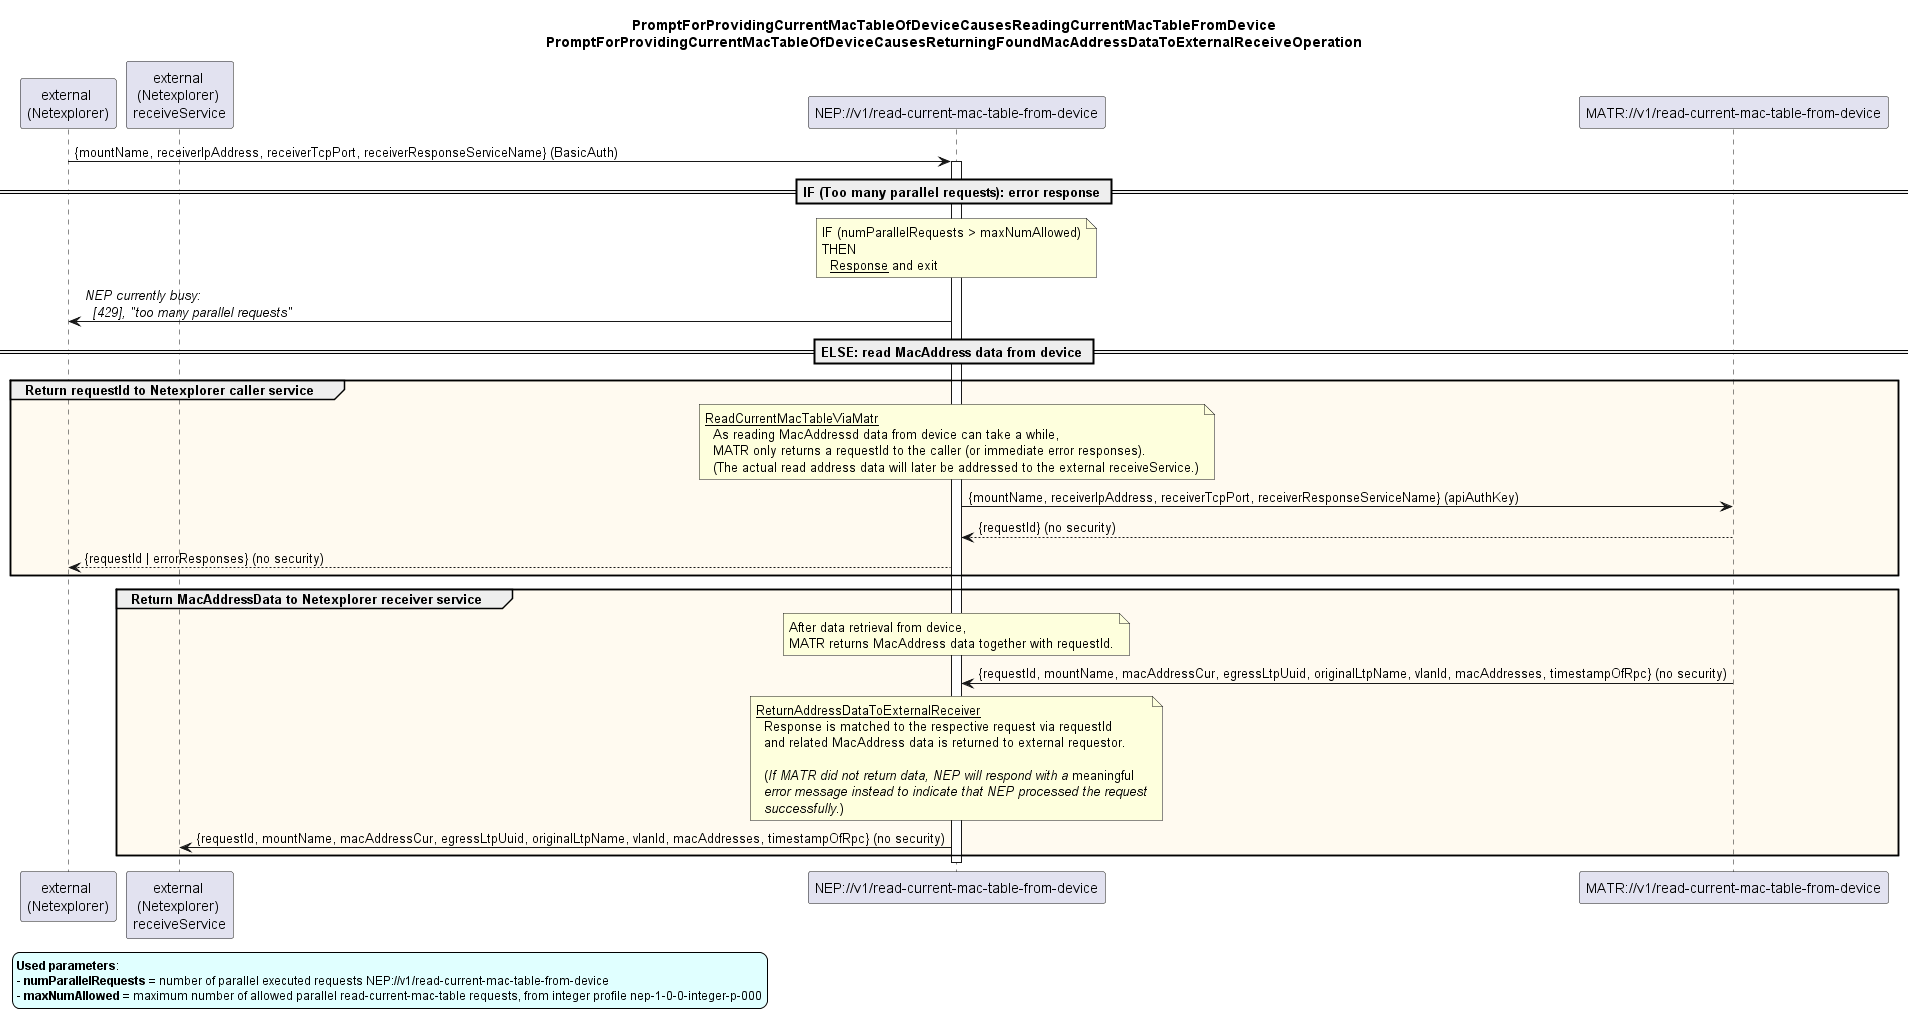 PromptForProvidingCurrentMacTableOfDeviceCausesReadingCurrentMacTableFromDevice
PromptForProvidingCurrentMacTableOfDeviceCausesReturningFoundMacAddressDataToExternalReceiveOperation
external
(Netexplorer)
external
(Netexplorer)
receiveService
NEP://v1/read-current-mac-table-from-device
MATR://v1/read-current-mac-table-from-device
{mountName, receiverIpAddress, receiverTcpPort, receiverResponseServiceName} (BasicAuth)
IF (Too many parallel requests): error response
IF (numParallelRequests > maxNumAllowed)
THEN
Response and exit
NEP currently busy:
[429], "too many parallel requests"
ELSE: read MacAddress data from device
Return requestId to Netexplorer caller service
ReadCurrentMacTableViaMatr
As reading MacAddressd data from device can take a while,
MATR only returns a requestId to the caller (or immediate error responses).
(The actual read address data will later be addressed to the external receiveService.)
{mountName, receiverIpAddress, receiverTcpPort, receiverResponseServiceName} (apiAuthKey)
{requestId} (no security)
{requestId | errorResponses} (no security)
Return MacAddressData to Netexplorer receiver service
After data retrieval from device,
MATR returns MacAddress data together with requestId.
{requestId, mountName, macAddressCur, egressLtpUuid, originalLtpName, vlanId, macAddresses, timestampOfRpc} (no security)
ReturnAddressDataToExternalReceiver
Response is matched to the respective request via requestId
and related MacAddress data is returned to external requestor.
(If MATR did not return data, NEP will respond with a meaningful
error message instead to indicate that NEP processed the request
successfully.)
{requestId, mountName, macAddressCur, egressLtpUuid, originalLtpName, vlanId, macAddresses, timestampOfRpc} (no security)
external
(Netexplorer)
external
(Netexplorer)
receiveService
NEP://v1/read-current-mac-table-from-device
MATR://v1/read-current-mac-table-from-device
Used parameters:
- numParallelRequests = number of parallel executed requests NEP://v1/read-current-mac-table-from-device
- maxNumAllowed = maximum number of allowed parallel read-current-mac-table requests, from integer profile nep-1-0-0-integer-p-000